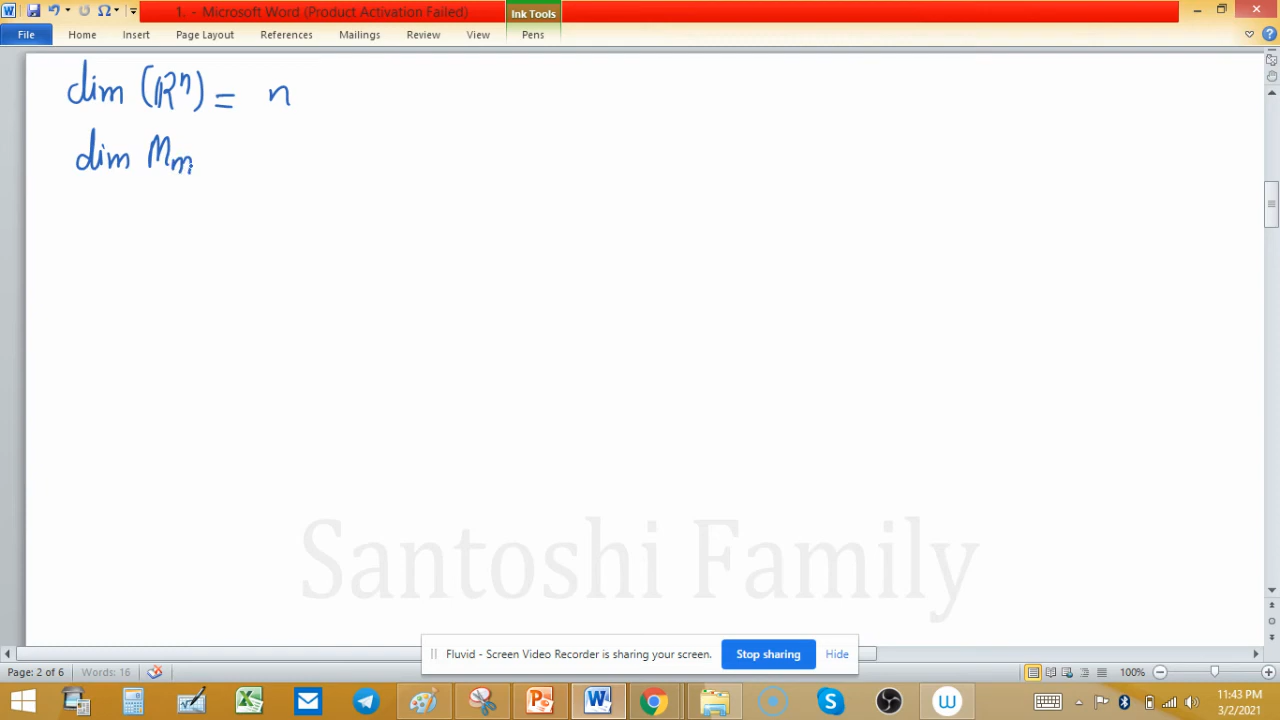 1. - Microsoft Word (Product Activation Failed)
Ink Tools
File Home Insert Page Layout References Mailings Review View Pens
dim (Rⁿ) = n
dim Mm
Santoshi Family
Fluvid - Screen Video Recorder is sharing your screen. Stop sharing Hide
Page: 2 of 6 Words: 16 100%
11:43 PM
3/2/2021